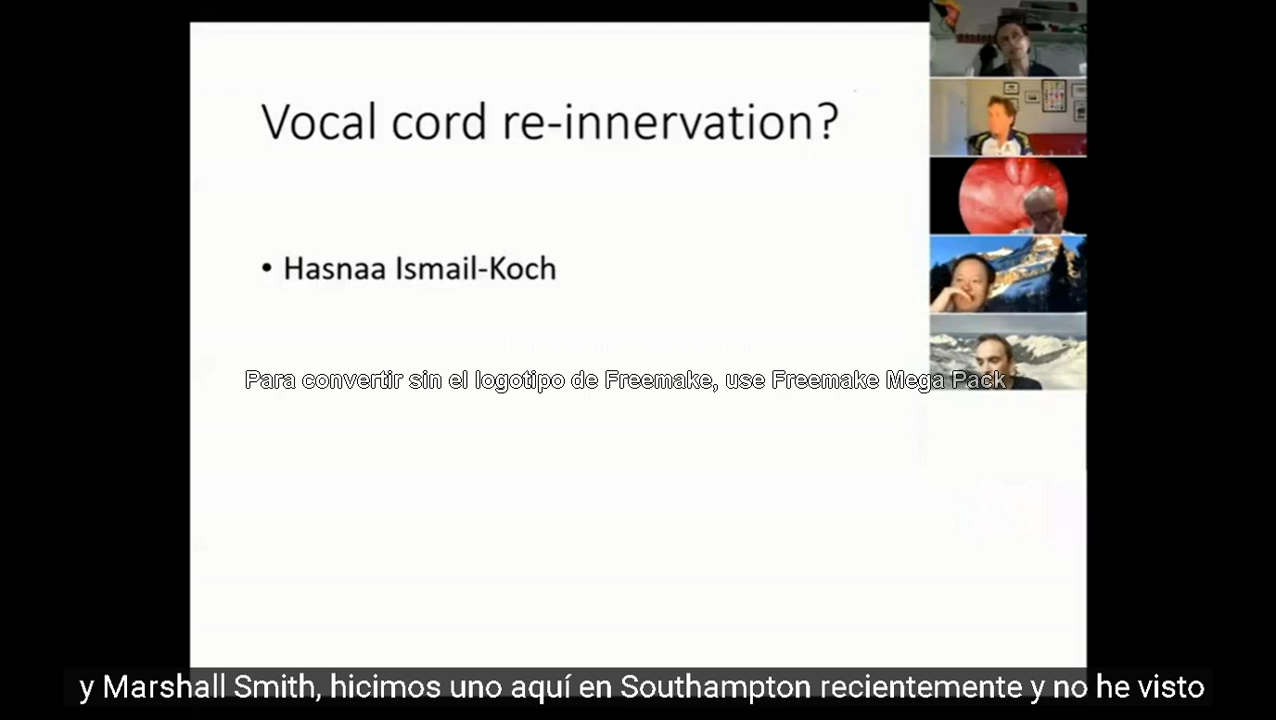 Vocal cord re-innervation?
• Hasnaa Ismail-Koch
Para convertir sin el logotipo de Freemake, use Freemake Mega Pack
y Marshall Smith, hicimos uno aquí en Southampton recientemente y no he visto